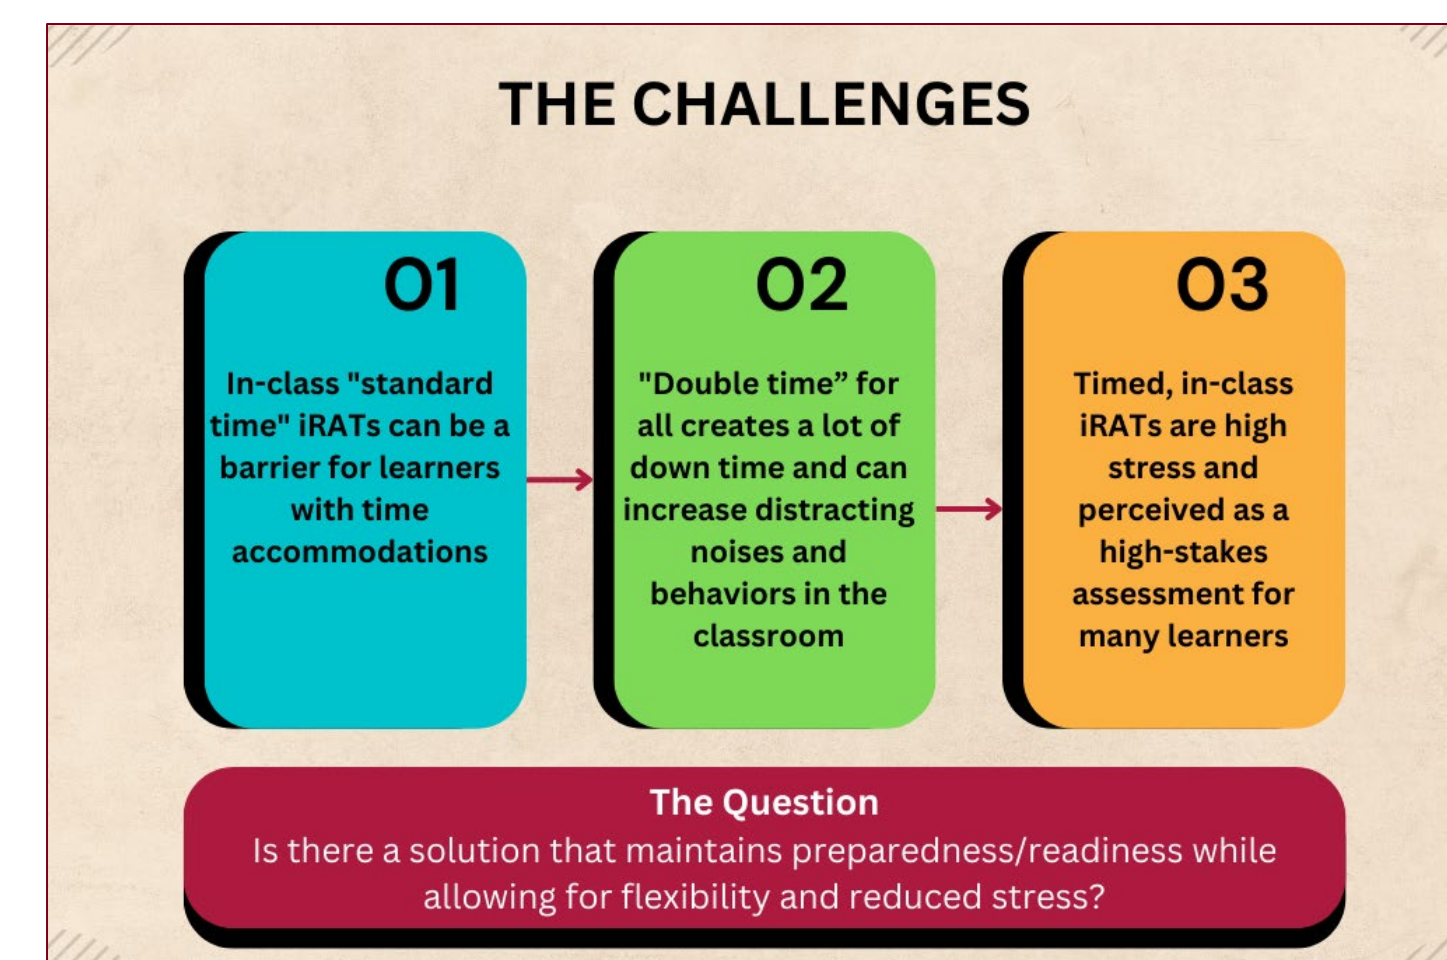 THE CHALLENGES
01
In-class "standard
time" iRATs can be a
barrier for learners
with time
accommodations
02
"Double time” for
all creates a lot of
down time and can
increase distracting
noises and
behaviors in the
classroom
03
Timed, in-class
iRATs are high
stress and
perceived as a
high-stakes
assessment for
many learners
The Question
Is there a solution that maintains preparedness/readiness while
allowing for flexibility and reduced stress?